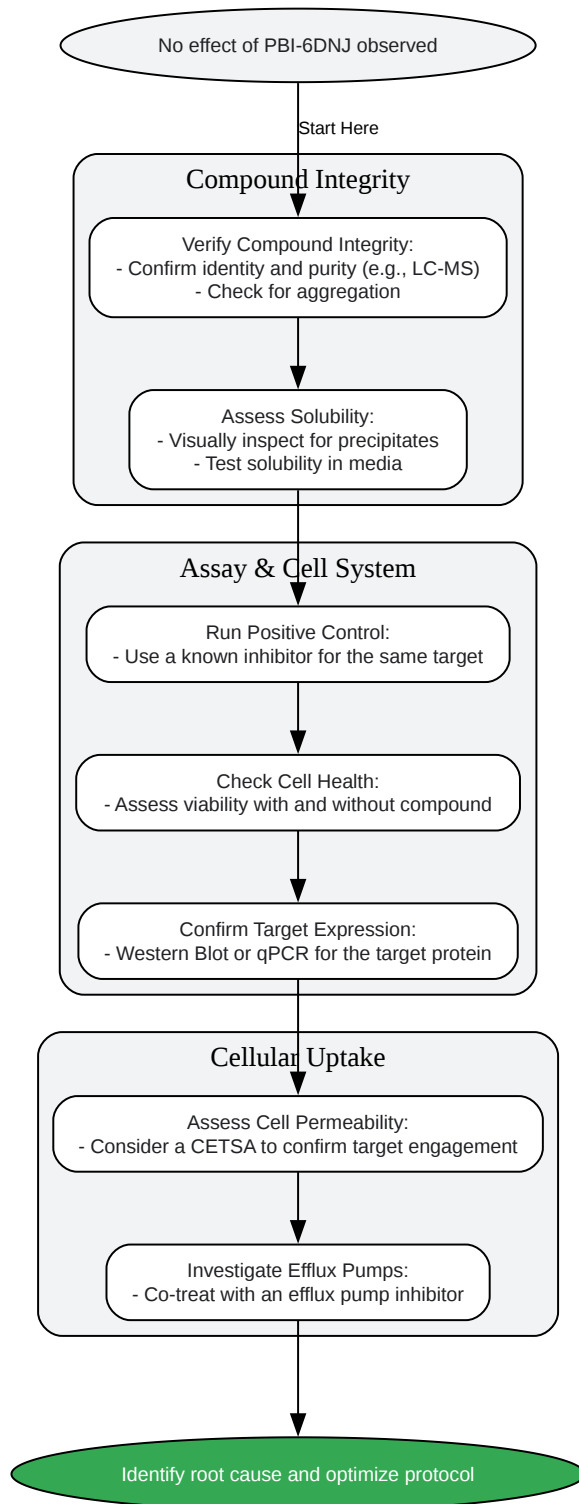 No effect of PBI-6DNJ observed
Start Here
Compound Integrity
Verify Compound Integrity:
- Confirm identity and purity (e.g., LC-MS)
- Check for aggregation
Assess Solubility:
- Visually inspect for precipitates
- Test solubility in media
Assay & Cell System
Run Positive Control:
- Use a known inhibitor for the same target
Check Cell Health:
- Assess viability with and without compound
Confirm Target Expression:
- Western Blot or qPCR for the target protein
Cellular Uptake
Assess Cell Permeability:
- Consider a CETSA to confirm target engagement
Investigate Efflux Pumps:
- Co-treat with an efflux pump inhibitor
Identify root cause and optimize protocol